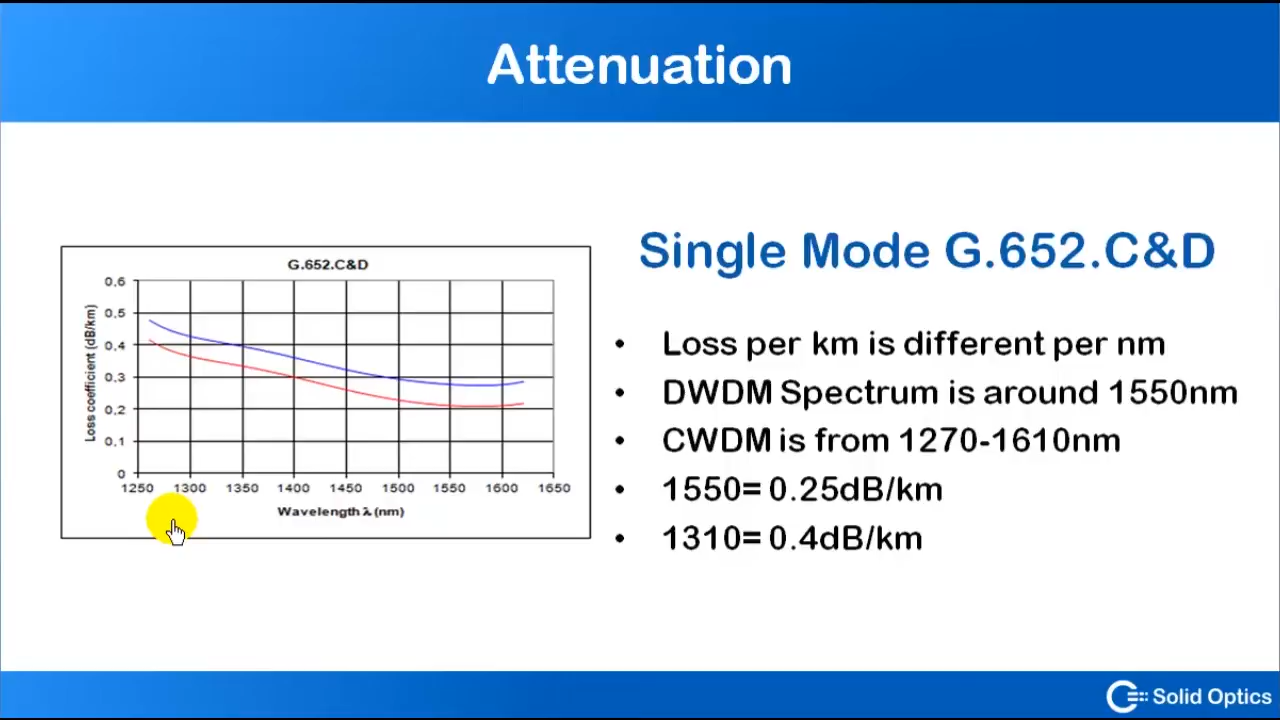 Attenuation
G.652.C&D
0,6
0,5
0,4
0,3
0,2
0,1
0
Loss coefficient (dB/km)
1250 1300 1350 1400 1450 1500 1550 1600 1650
Wavelength λ (nm)
Single Mode G.652.C&D
• Loss per km is different per nm
• DWDM Spectrum is around 1550nm
• CWDM is from 1270-1610nm
• 1550= 0.25dB/km
• 1310= 0.4dB/km
Solid Optics